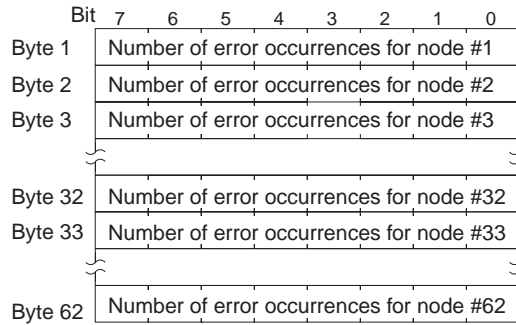 Bit 7 6 5 4 3 2 1 0
Byte 1 Number of error occurrences for node #1
Byte 2 Number of error occurrences for node #2
Byte 3 Number of error occurrences for node #3
Byte 32 Number of error occurrences for node #32
Byte 33 Number of error occurrences for node #33
Byte 62 Number of error occurrences for node #62